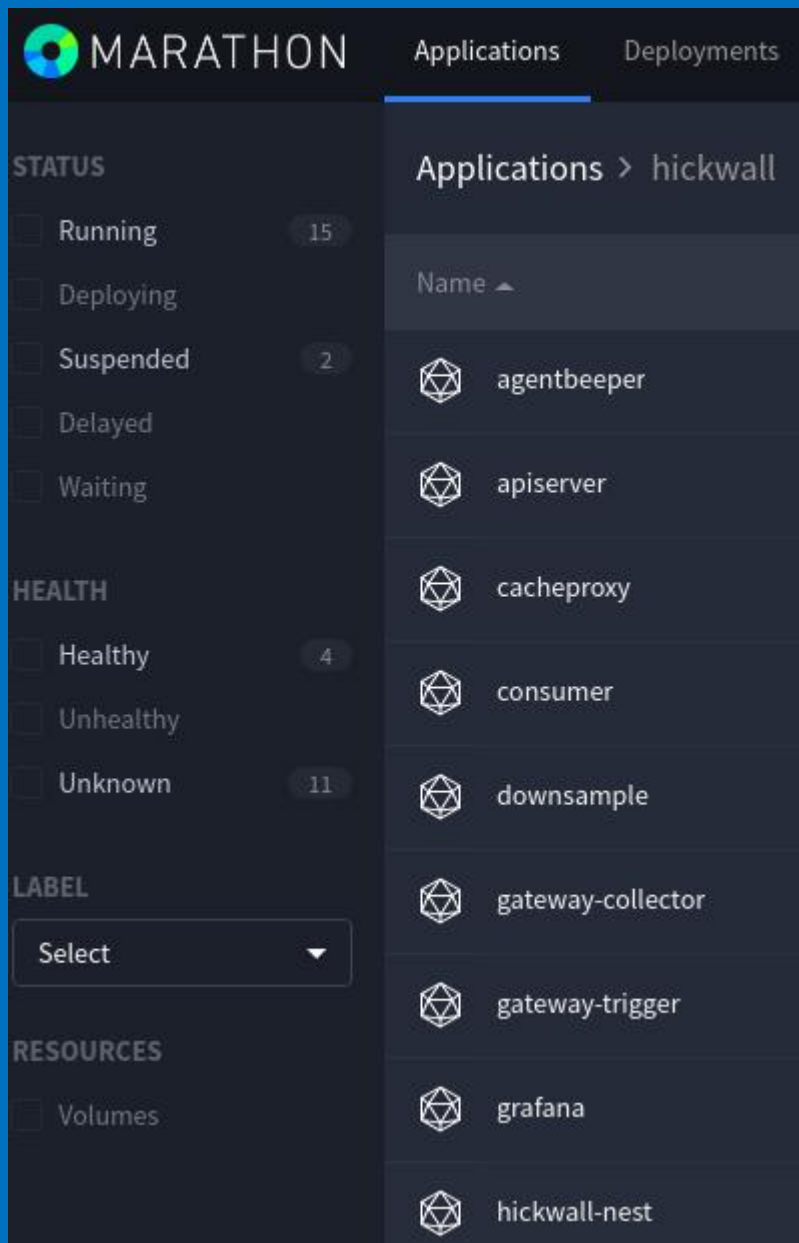 MARATHON Applications Deployments
STATUS
Running 15
Deploying
Suspended 2
Delayed
Waiting
HEALTH
Healthy 4
Unhealthy
Unknown 11
LABEL
Select
RESOURCES
Volumes
Applications > hickwall
Name
agentbeeper
apiserver
cacheproxy
consumer
downsample
gateway-collector
gateway-trigger
grafana
hickwall-nest